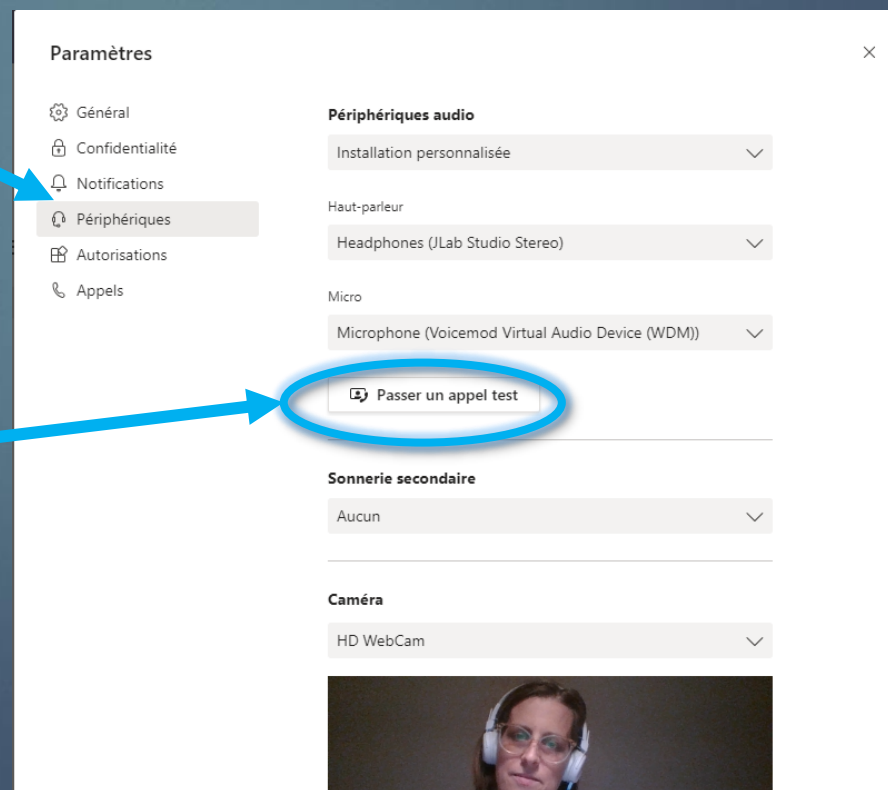 Paramètres
Général
Confidentialité
Notifications
Périphériques
Autorisations
Appels
Périphériques audio
Installation personnalisée
Haut-parleur
Headphones (JLab Studio Stereo)
Micro
Microphone (Voicemod Virtual Audio Device (WDM))
Passer un appel test
Sonnerie secondaire
Aucun
Caméra
HD WebCam